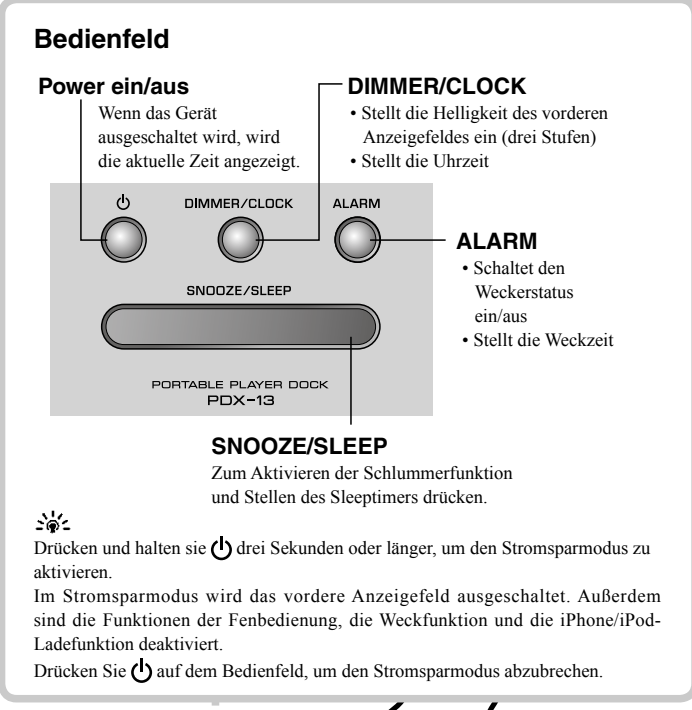 Bedienfeld
Power ein/aus
Wenn das Gerät
ausgeschaltet wird, wird
die aktuelle Zeit angezeigt.
DIMMER/CLOCK
• Stellt die Helligkeit des vorderen
Anzeigefeldes ein (drei Stufen)
• Stellt die Uhrzeit
DIMMER/CLOCK
ALARM
ALARM
• Schaltet den
Weckerstatus
ein/aus
• Stellt die Weckzeit
SNOOZE/SLEEP
PORTABLE PLAYER DOCK
PDX-13
SNOOZE/SLEEP
Zum Aktivieren der Schlummerfunktion
und Stellen des Sleeptimers drücken.
Drücken und halten sie ⏻ drei Sekunden oder länger, um den Stromsparmodus zu
aktivieren.
Im Stromsparmodus wird das vordere Anzeigefeld ausgeschaltet. Außerdem
sind die Funktionen der Fenbedienung, die Weckfunktion und die iPhone/iPod-
Ladefunktion deaktiviert.
Drücken Sie ⏻ auf dem Bedienfeld, um den Stromsparmodus abzubrechen.